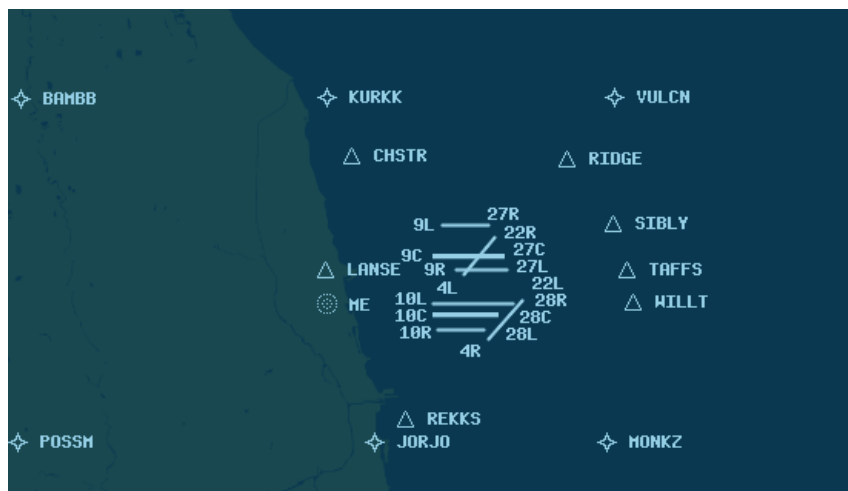 BAMBB
KURKK
VULCN
CHSTR
RIDGE
27R
9L
SIBLY
22R
27C
9C
LANSE
9R
27L
TAFFS
22L
4L
10L
28R
WILLT
ME
10C
28C
10R
28L
4R
REKKS
POSSM
JORJO
MONKZ